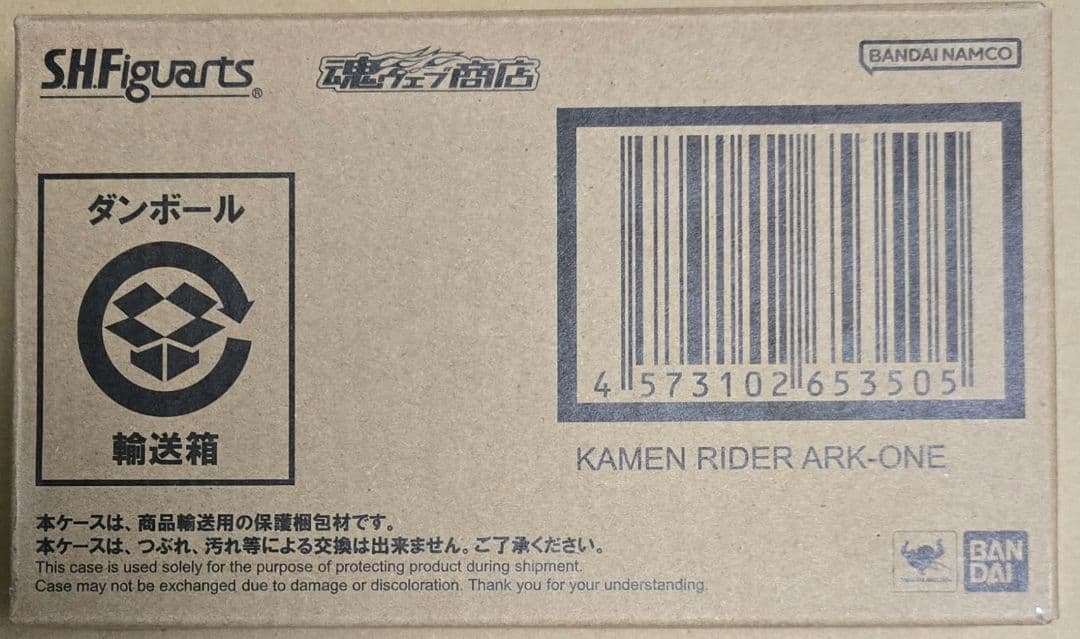 S.H.Figuarts®
魂ウェブ商店
BANDAI NAMCO
ダンボール
輸送箱
4 573102 653505
KAMEN RIDER ARK-ONE
本ケースは、商品輸送用の保護梱包材です。
本ケースは、つぶれ、汚れ等による交換は出来ません。ご了承ください。
This case is used solely for the purpose of protecting product during shipment.
Case may not be exchanged due to damage or discoloration. Thank you for your understanding.
BAN
DAI